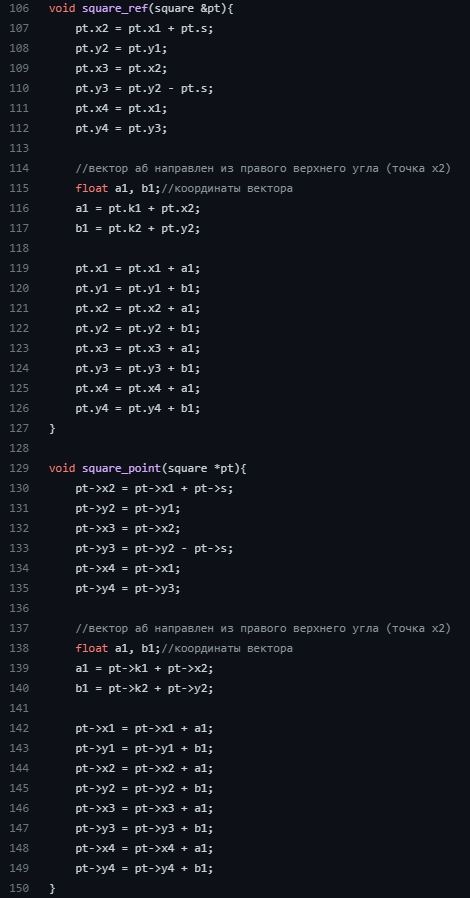 106 void square_ref(square &pt){
107     pt.x2 = pt.x1 + pt.s;
108     pt.y2 = pt.y1;
109     pt.x3 = pt.x2;
110     pt.y3 = pt.y2 - pt.s;
111     pt.x4 = pt.x1;
112     pt.y4 = pt.y3;
113
114     //вектор аб направлен из правого верхнего угла (точка x2)
115     float a1, b1;//координаты вектора
116     a1 = pt.k1 + pt.x2;
117     b1 = pt.k2 + pt.y2;
118
119     pt.x1 = pt.x1 + a1;
120     pt.y1 = pt.y1 + b1;
121     pt.x2 = pt.x2 + a1;
122     pt.y2 = pt.y2 + b1;
123     pt.x3 = pt.x3 + a1;
124     pt.y3 = pt.y3 + b1;
125     pt.x4 = pt.x4 + a1;
126     pt.y4 = pt.y4 + b1;
127 }
128
129 void square_point(square *pt){
130     pt->x2 = pt->x1 + pt->s;
131     pt->y2 = pt->y1;
132     pt->x3 = pt->x2;
133     pt->y3 = pt->y2 - pt->s;
134     pt->x4 = pt->x1;
135     pt->y4 = pt->y3;
136
137     //вектор аб направлен из правого верхнего угла (точка x2)
138     float a1, b1;//координаты вектора
139     a1 = pt->k1 + pt->x2;
140     b1 = pt->k2 + pt->y2;
141
142     pt->x1 = pt->x1 + a1;
143     pt->y1 = pt->y1 + b1;
144     pt->x2 = pt->x2 + a1;
145     pt->y2 = pt->y2 + b1;
146     pt->x3 = pt->x3 + a1;
147     pt->y3 = pt->y3 + b1;
148     pt->x4 = pt->x4 + a1;
149     pt->y4 = pt->y4 + b1;
150 }